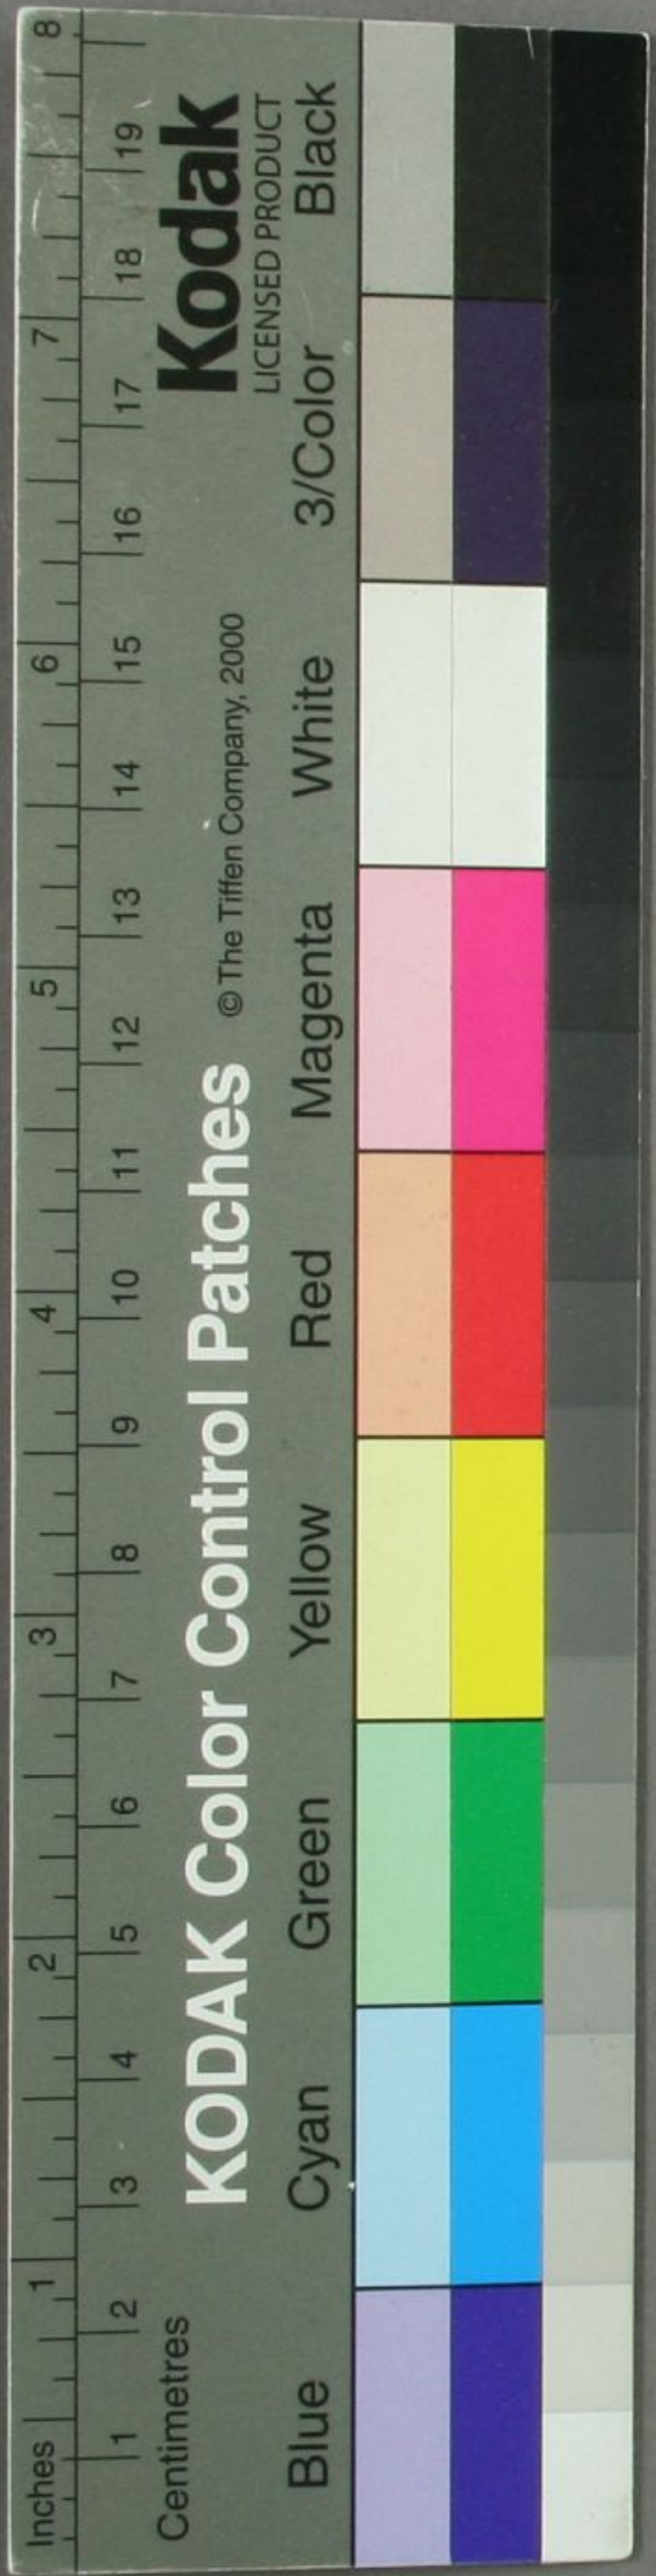 Inches 1 2 3 4 5 6 7 8
1 2 3 4 5 6 7 8 9 10 11 12 13 14 15 16 17 18 19
Centimetres
KODAK Color Control Patches © The Tiffen Company, 2000 Kodak
LICENSED PRODUCT
Blue Cyan Green Yellow Red Magenta White 3/Color Black